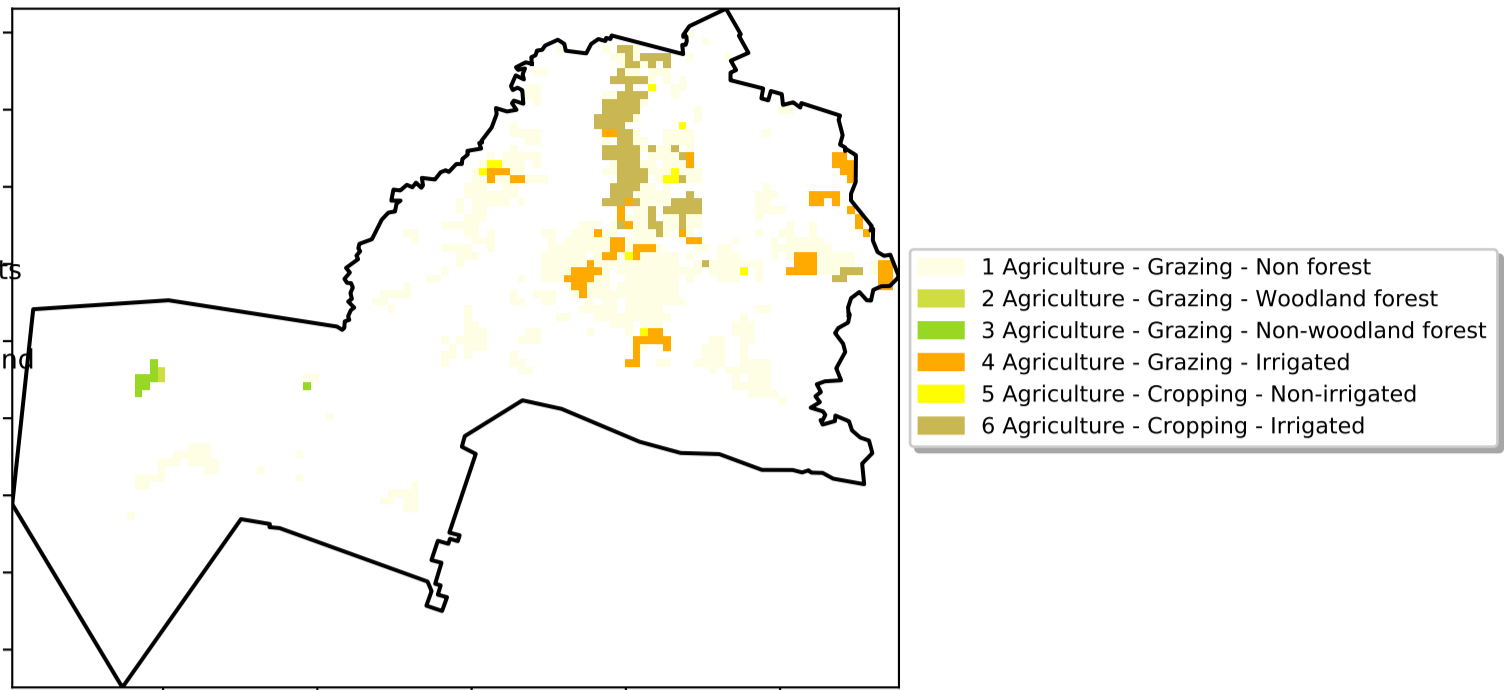 ts
nd
1 Agriculture - Grazing - Non forest
2 Agriculture - Grazing - Woodland forest
3 Agriculture - Grazing - Non-woodland forest
4 Agriculture - Grazing - Irrigated
5 Agriculture - Cropping - Non-irrigated
6 Agriculture - Cropping - Irrigated